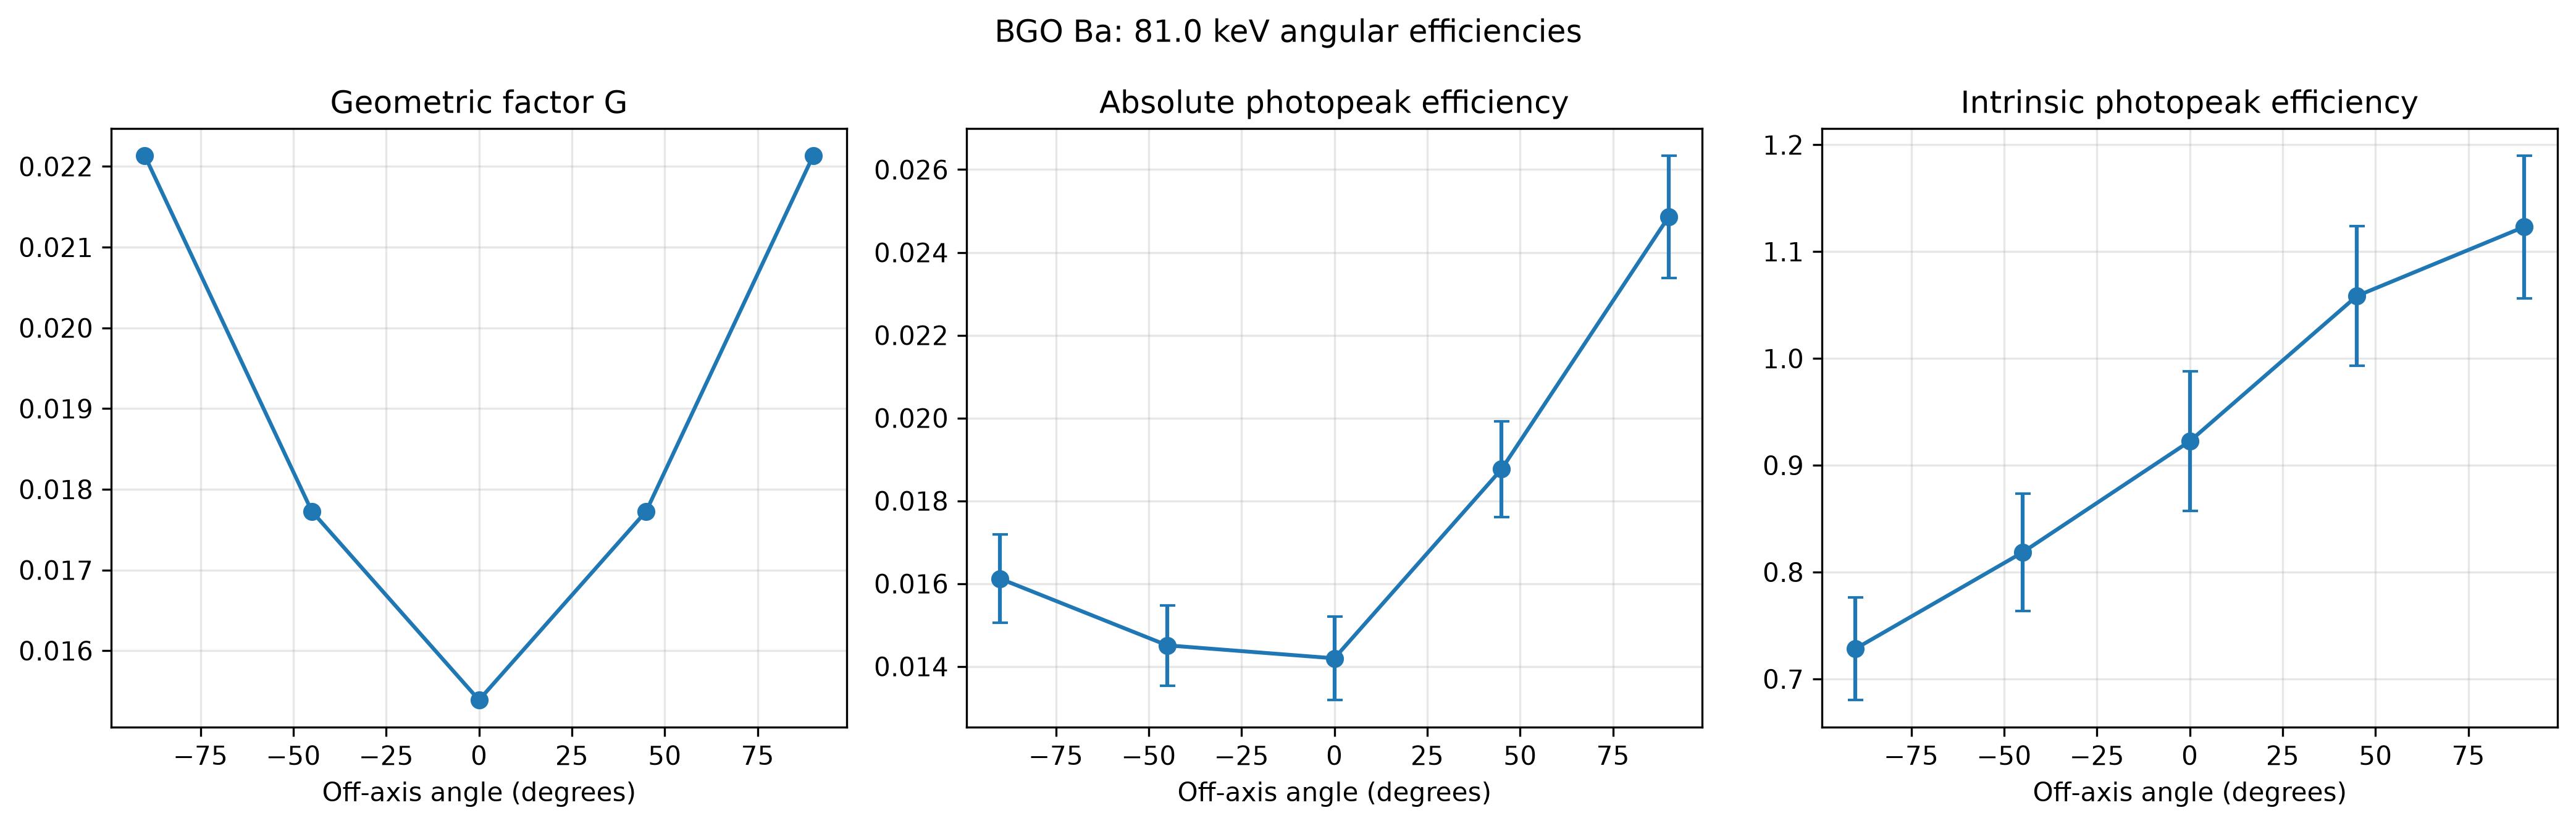 BGO Ba: 81.0 keV angular efficiencies
Geometric factor G
0.022
0.021
0.020
0.019
0.018
0.017
0.016
−75 −50 −25 0 25 50 75
Off-axis angle (degrees)
Absolute photopeak efficiency
0.026
0.024
0.022
0.020
0.018
0.016
0.014
−75 −50 −25 0 25 50 75
Off-axis angle (degrees)
Intrinsic photopeak efficiency
1.2
1.1
1.0
0.9
0.8
0.7
−75 −50 −25 0 25 50 75
Off-axis angle (degrees)